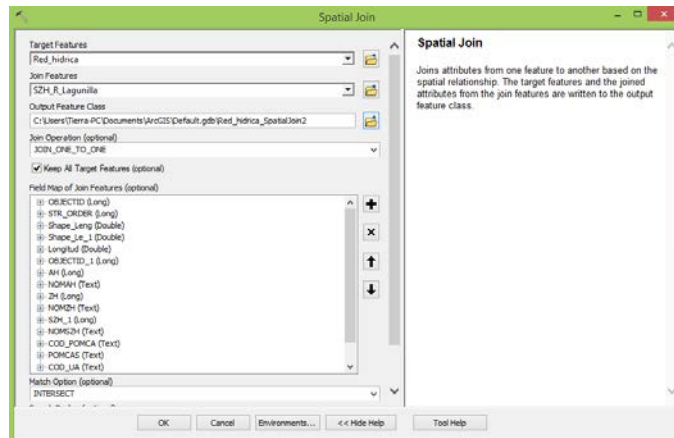 Spatial Join
Target Features
Red_hidrica
Join Features
SZH_R_Lagunilla
Output Feature Class
C:\Users\Tierra-PC\Documents\ArcGIS\Default.gdb\Red_hidrica_SpatialJoin2
Join Operation (optional)
JOIN_ONE_TO_ONE
Keep All Target Features (optional)
Field Map of Join Features (optional)
OBJECTID (Long)
STR_ORDER (Long)
Shape_Leng (Double)
Shape_Le_1 (Double)
Longitud (Double)
OBJECTID_1 (Long)
AH (Long)
NOMAH (Text)
ZH (Long)
NOMZH (Text)
SZH_1 (Long)
NOMSZH (Text)
COD_POMCA (Text)
POMCAS (Text)
COD_UA (Text)
Match Option (optional)
INTERSECT
Spatial Join
Joins attributes from one feature to another based on the
spatial relationship. The target features and the joined
attributes from the join features are written to the output
feature class.
OK
Cancel
Environments...
<< Hide Help
Tool Help